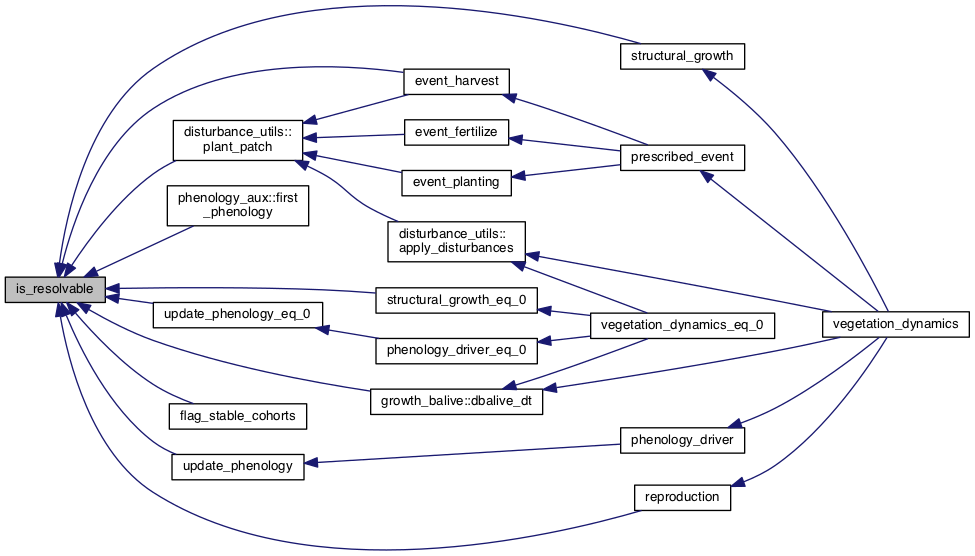 structural_growth
event_harvest
disturbance_utils::
plant_patch
event_fertilize
prescribed_event
event_planting
phenology_aux::first
_phenology
disturbance_utils::
apply_disturbances
is_resolvable
structural_growth_eq_0
update_phenology_eq_0
vegetation_dynamics_eq_0
vegetation_dynamics
phenology_driver_eq_0
growth_balive::dbalive_dt
flag_stable_cohorts
phenology_driver
update_phenology
reproduction